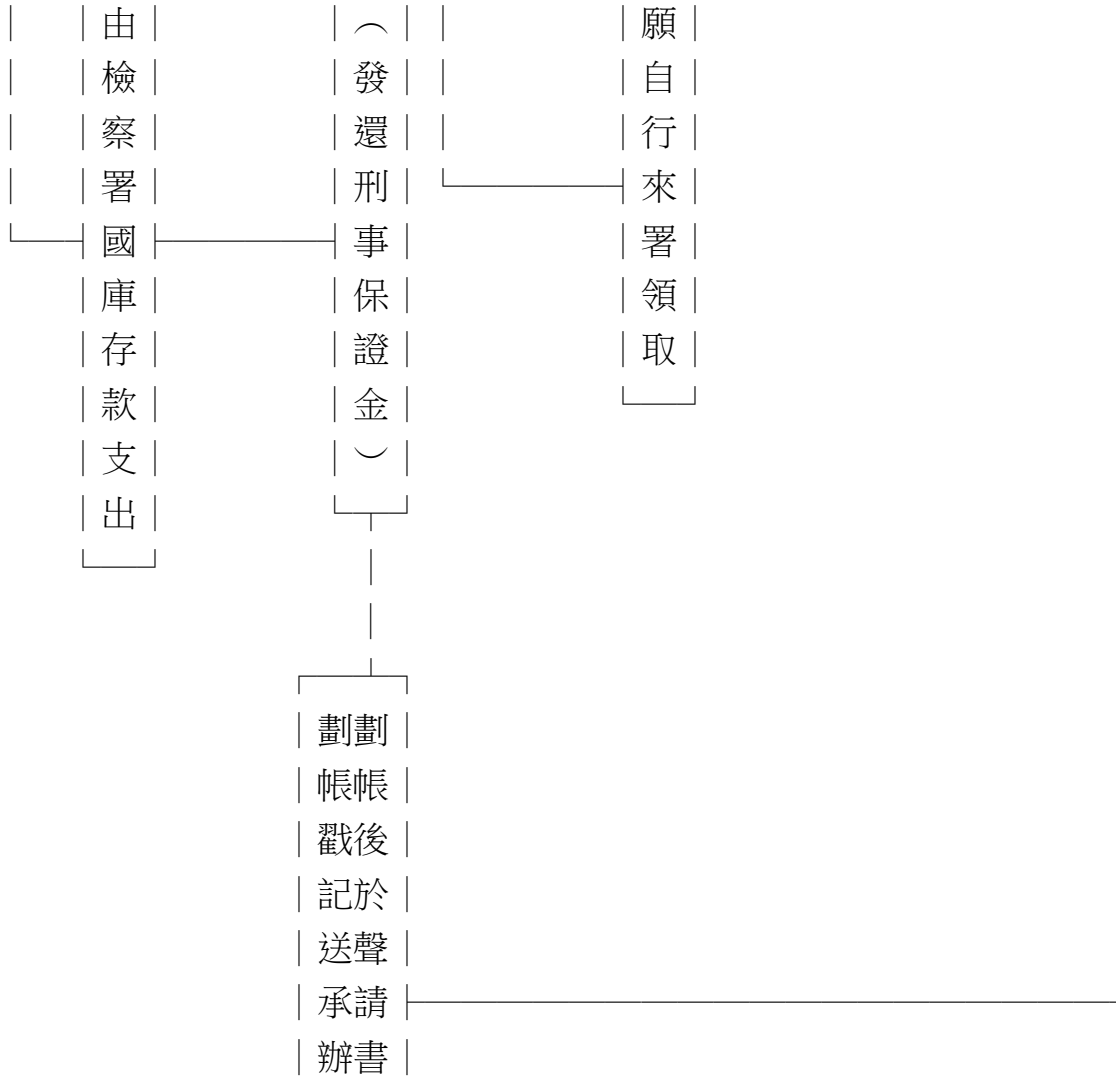 由檢察署國庫存款支出
︵發還刑事保證金︶
願自行來署領取
劃帳後於聲請書
劃帳戳記送承辦